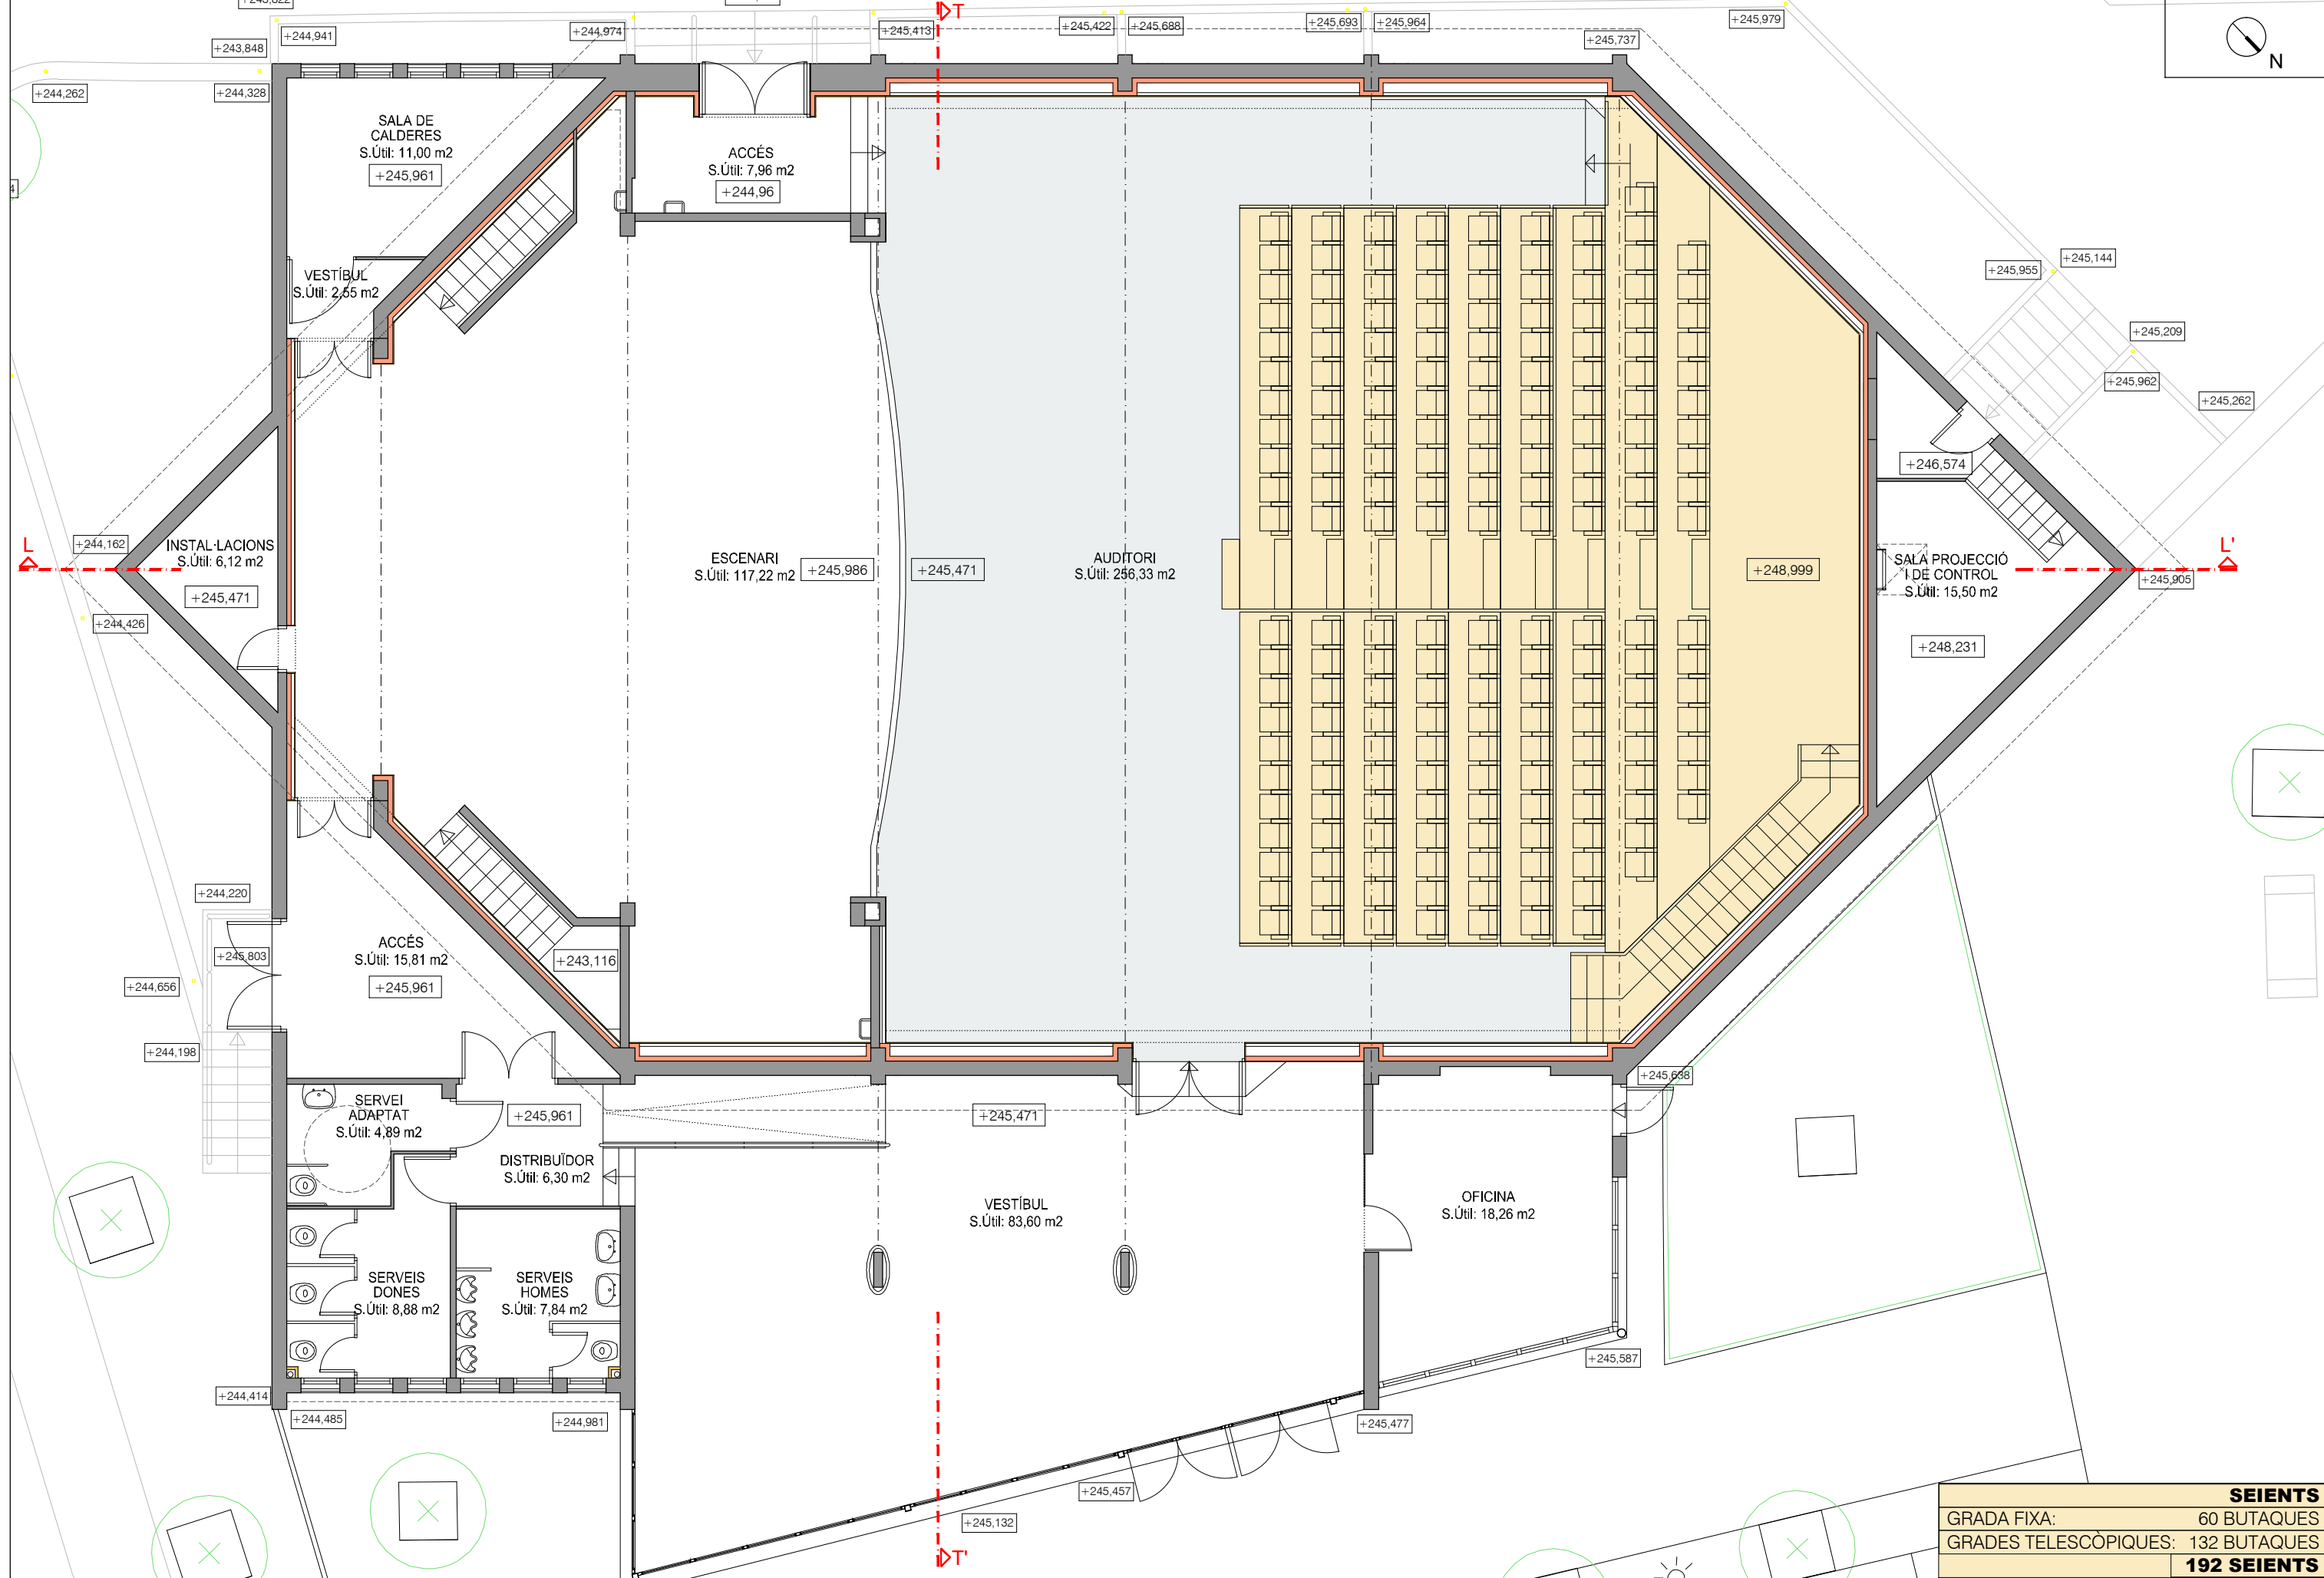 T
+244,941
+244,974
+245,413
+245,422
+245,688
+245,693
+245,964
+245,979
+243,848
+245,737
N
+244,262
+244,328
SALA DE
CALDERES
S.Útil: 11,00 m2
+245,961
ACCÉS
S.Útil: 7,96 m2
+244,96
VESTÍBUL
S.Útil: 2,55 m2
+245,955
+245,144
+245,209
+245,962
+245,262
+246,574
L
+244,162
INSTAL·LACIONS
S.Útil: 6,12 m2
+245,471
+244,426
ESCENARI
S.Útil: 117,22 m2
+245,986
+245,471
AUDITORI
S.Útil: 256,33 m2
+248,999
SALA PROJECCIÓ
I DE CONTROL
S.Útil: 15,50 m2
L'
+245,905
+248,231
+244,220
+245,803
ACCÉS
S.Útil: 15,81 m2
+245,961
+243,116
+244,656
+244,198
SERVEI
ADAPTAT
S.Útil: 4,89 m2
+245,961
+245,471
+245,638
DISTRIBUÏDOR
S.Útil: 6,30 m2
VESTÍBUL
S.Útil: 83,60 m2
OFICINA
S.Útil: 18,26 m2
SERVEIS
DONES
S.Útil: 8,88 m2
SERVEIS
HOMES
S.Útil: 7,84 m2
+245,587
+244,414
+244,485
+244,981
+245,477
+245,457
+245,132
T'
SEIENTS
GRADA FIXA: 60 BUTAQUES
GRADES TELESCÒPIQUES: 132 BUTAQUES
192 SEIENTS